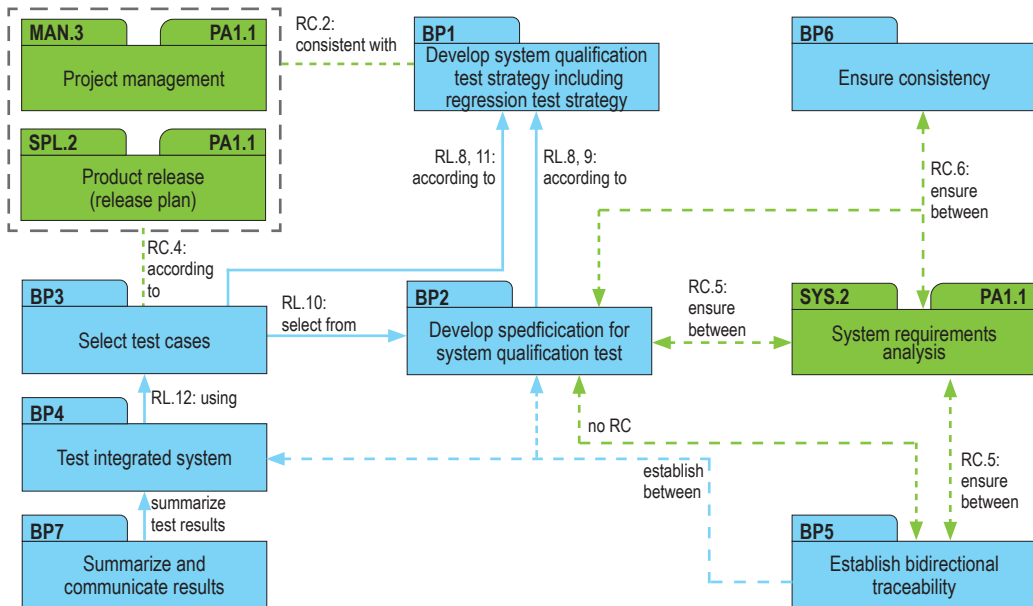 MAN.3 PA1.1
Project management
SPL.2 PA1.1
Product release
(release plan)
RC.2:
consistent with
BP1
Develop system qualification
test strategy including
regression test strategy
BP6
Ensure consistency
RL.8, 11:
according to
RL.8, 9:
according to
RC.6:
ensure
between
RC.4:
according
to
BP3
Select test cases
RL.10:
select from
BP2
Develop spedficication for
system qualification test
RC.5:
ensure
between
SYS.2 PA1.1
System requirements
analysis
RL.12: using
BP4
Test integrated system
no RC
establish
between
RC.5:
ensure
between
summarize
test results
BP7
Summarize and
communicate results
BP5
Establish bidirectional
traceability